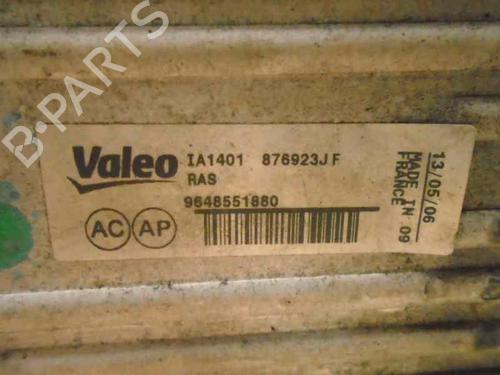 B-PARTS
Valeo
IA1401 876923J F
RAS
9648551880
AC AP
13/05/06
MADE IN 09
FRANCE